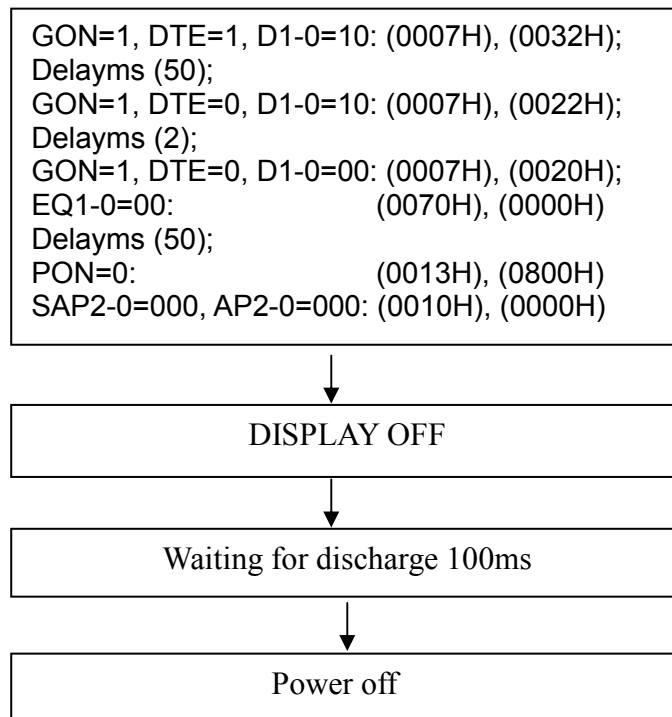 GON=1, DTE=1, D1-0=10: (0007H), (0032H);
Delayms (50);
GON=1, DTE=0, D1-0=10: (0007H), (0022H);
Delayms (2);
GON=1, DTE=0, D1-0=00: (0007H), (0020H);
EQ1-0=00: (0070H), (0000H)
Delayms (50);
PON=0: (0013H), (0800H)
SAP2-0=000, AP2-0=000: (0010H), (0000H)
DISPLAY OFF
Waiting for discharge 100ms
Power off